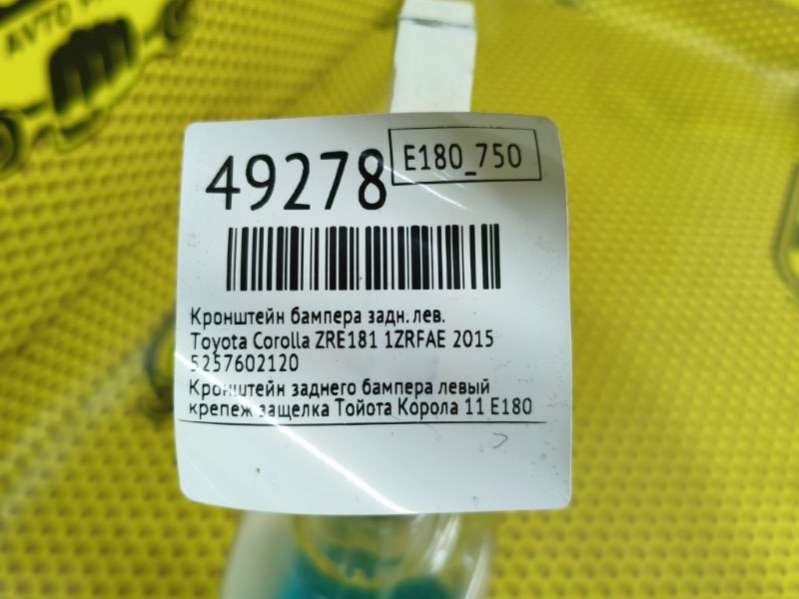 AVTO
49278
E180_750
Кронштейн бампера задн. лев.
Toyota Corolla ZRE181 1ZRFAE 2015
5257602120
Кронштейн заднего бампера левый
крепеж защелка Тойота Корола 11 E180